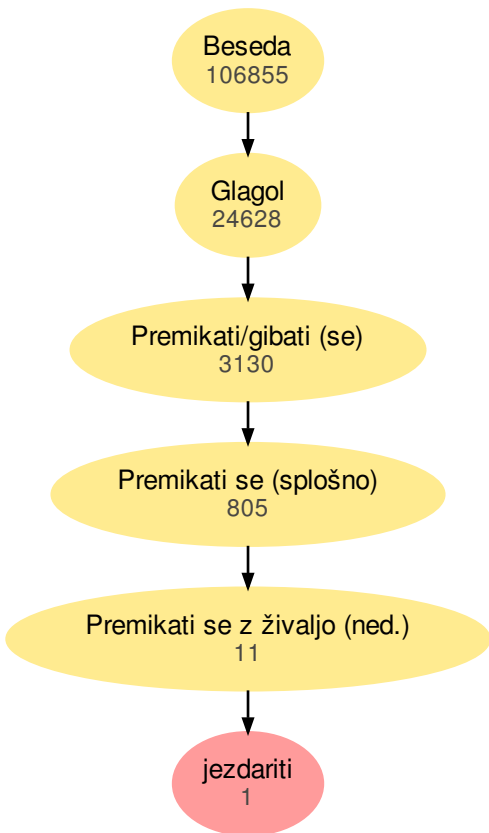 Beseda
106855
Glagol
24628
Premikati/gibati (se)
3130
Premikati se (splošno)
805
Premikati se z živaljo (ned.)
11
jezdariti
1